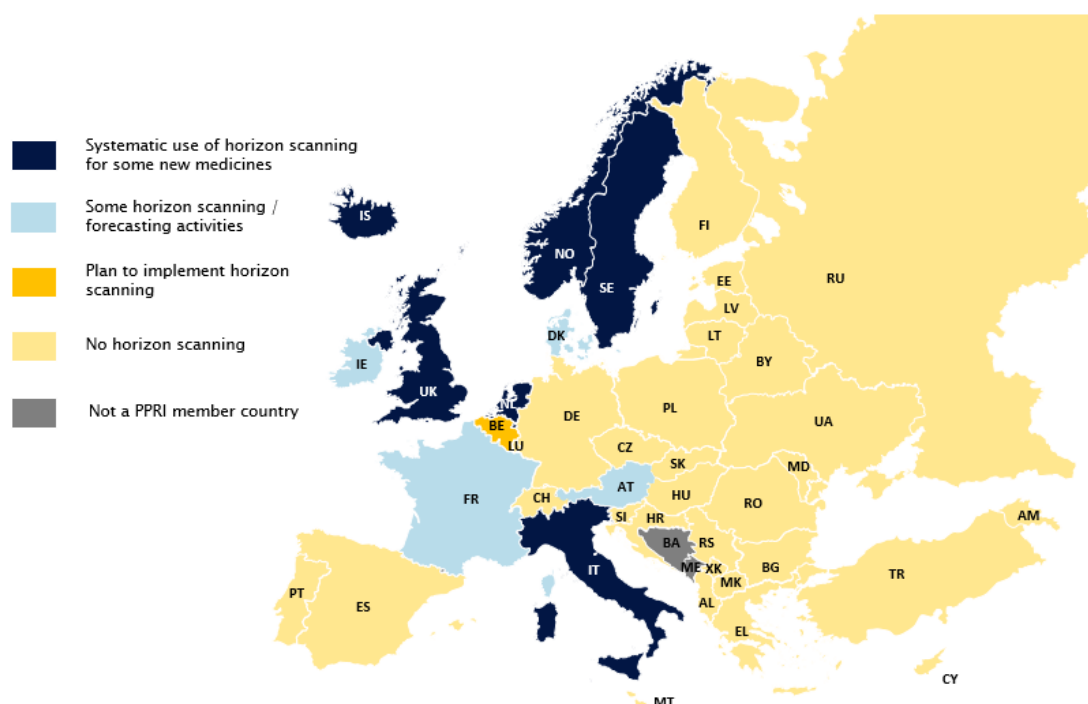 Systematic use of horizon scanning
for some new medicines
Some horizon scanning /
forecasting activities
Plan to implement horizon
scanning
No horizon scanning
Not a PPRI member country
IS
NO
SE
FI
RU
EE
LV
LT
DK
IE
UK
NL
BY
BE
LU
DE
PL
UA
CZ
SK
MD
FR
CH
AT
HU
RO
SI
HR
BA
RS
AM
IT
ME
XK
BG
MK
TR
PT
ES
AL
EL
CY
MT